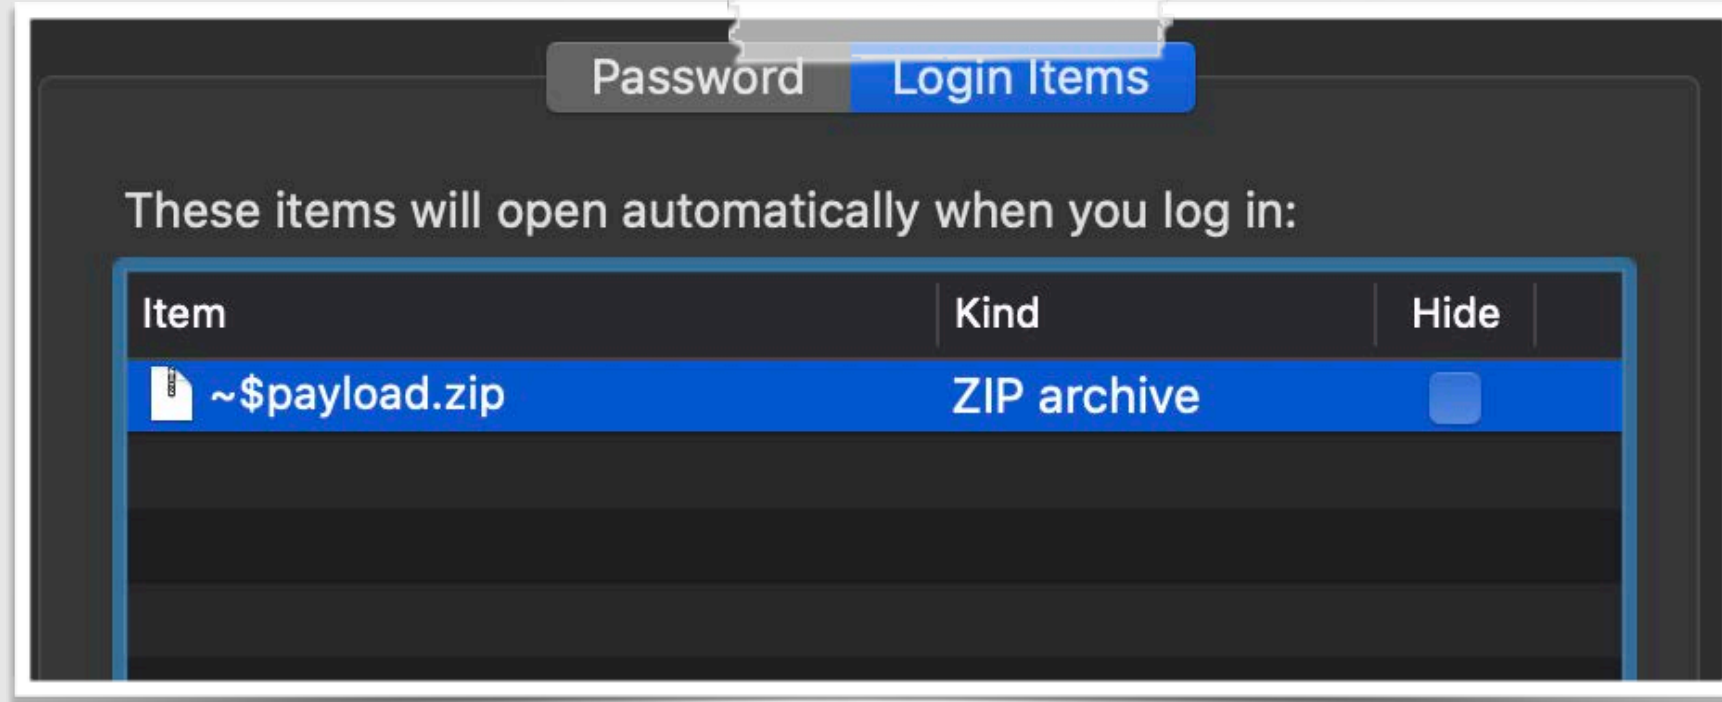 Password Login Items
These items will open automatically when you log in:
Item Kind Hide
~$payload.zip ZIP archive